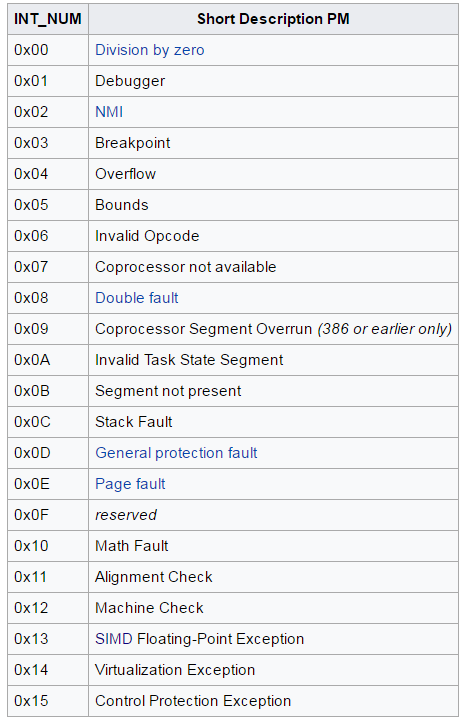 INT_NUM Short Description PM
0x00 Division by zero
0x01 Debugger
0x02 NMI
0x03 Breakpoint
0x04 Overflow
0x05 Bounds
0x06 Invalid Opcode
0x07 Coprocessor not available
0x08 Double fault
0x09 Coprocessor Segment Overrun (386 or earlier only)
0x0A Invalid Task State Segment
0x0B Segment not present
0x0C Stack Fault
0x0D General protection fault
0x0E Page fault
0x0F reserved
0x10 Math Fault
0x11 Alignment Check
0x12 Machine Check
0x13 SIMD Floating-Point Exception
0x14 Virtualization Exception
0x15 Control Protection Exception